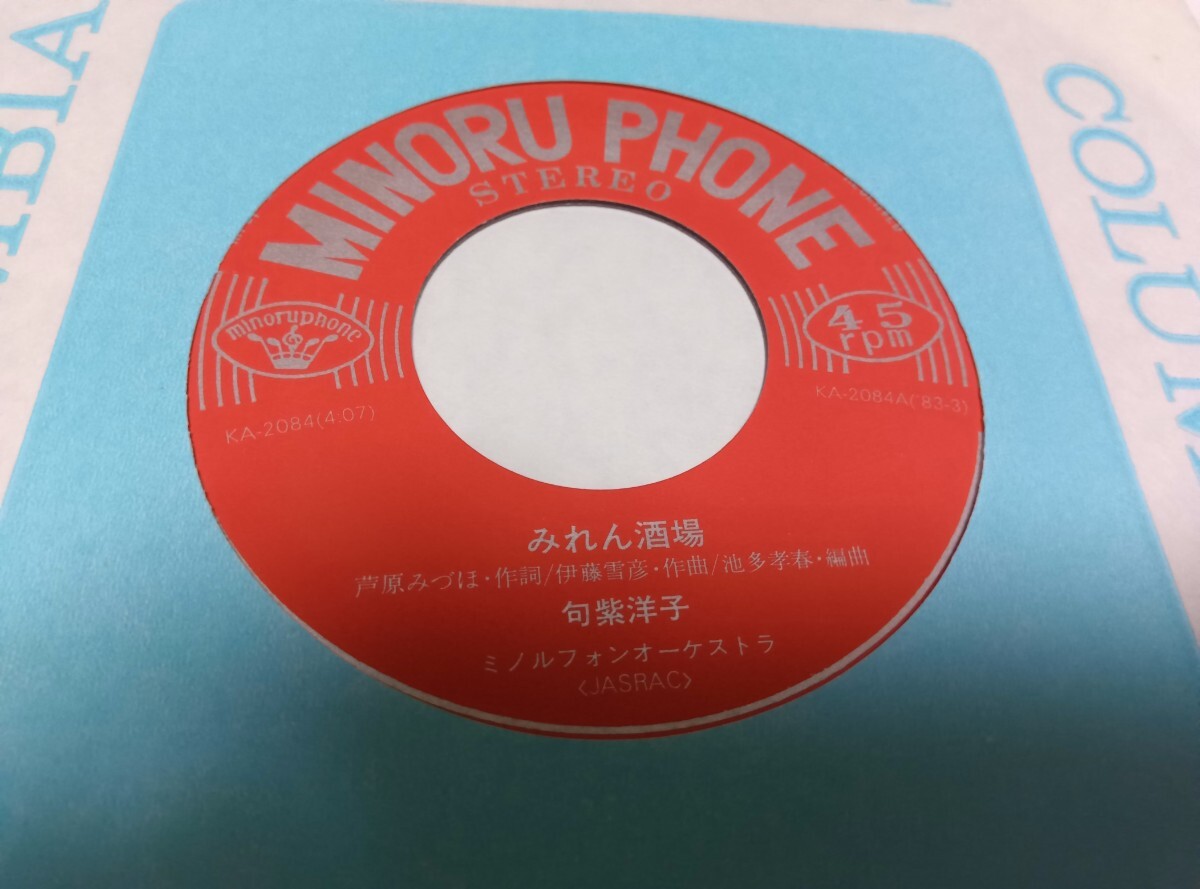 MINORU PHONE
STEREO
minoruphone
45
rpm
KA-2084(4:07)
KA-2084A('83-3)
みれん酒場
芦原みづほ・作詞/伊藤雪彦・作曲/池多孝春・編曲
句紫洋子
ミノルフォンオーケストラ
〈JASRAC〉